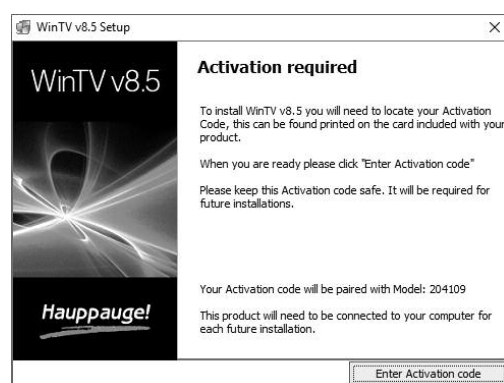 WinTV v8.5 Setup
WinTV v8.5
Hauppauge!
Activation required
To install WinTV v8.5 you will need to locate your Activation
Code, this can be found printed on the card included with your
product.
When you are ready please click "Enter Activation code"
Please keep this Activation code safe. It will be required for
future installations.
Your Activation code will be paired with Model: 204109
This product will need to be connected to your computer for
each future installation.
Enter Activation code